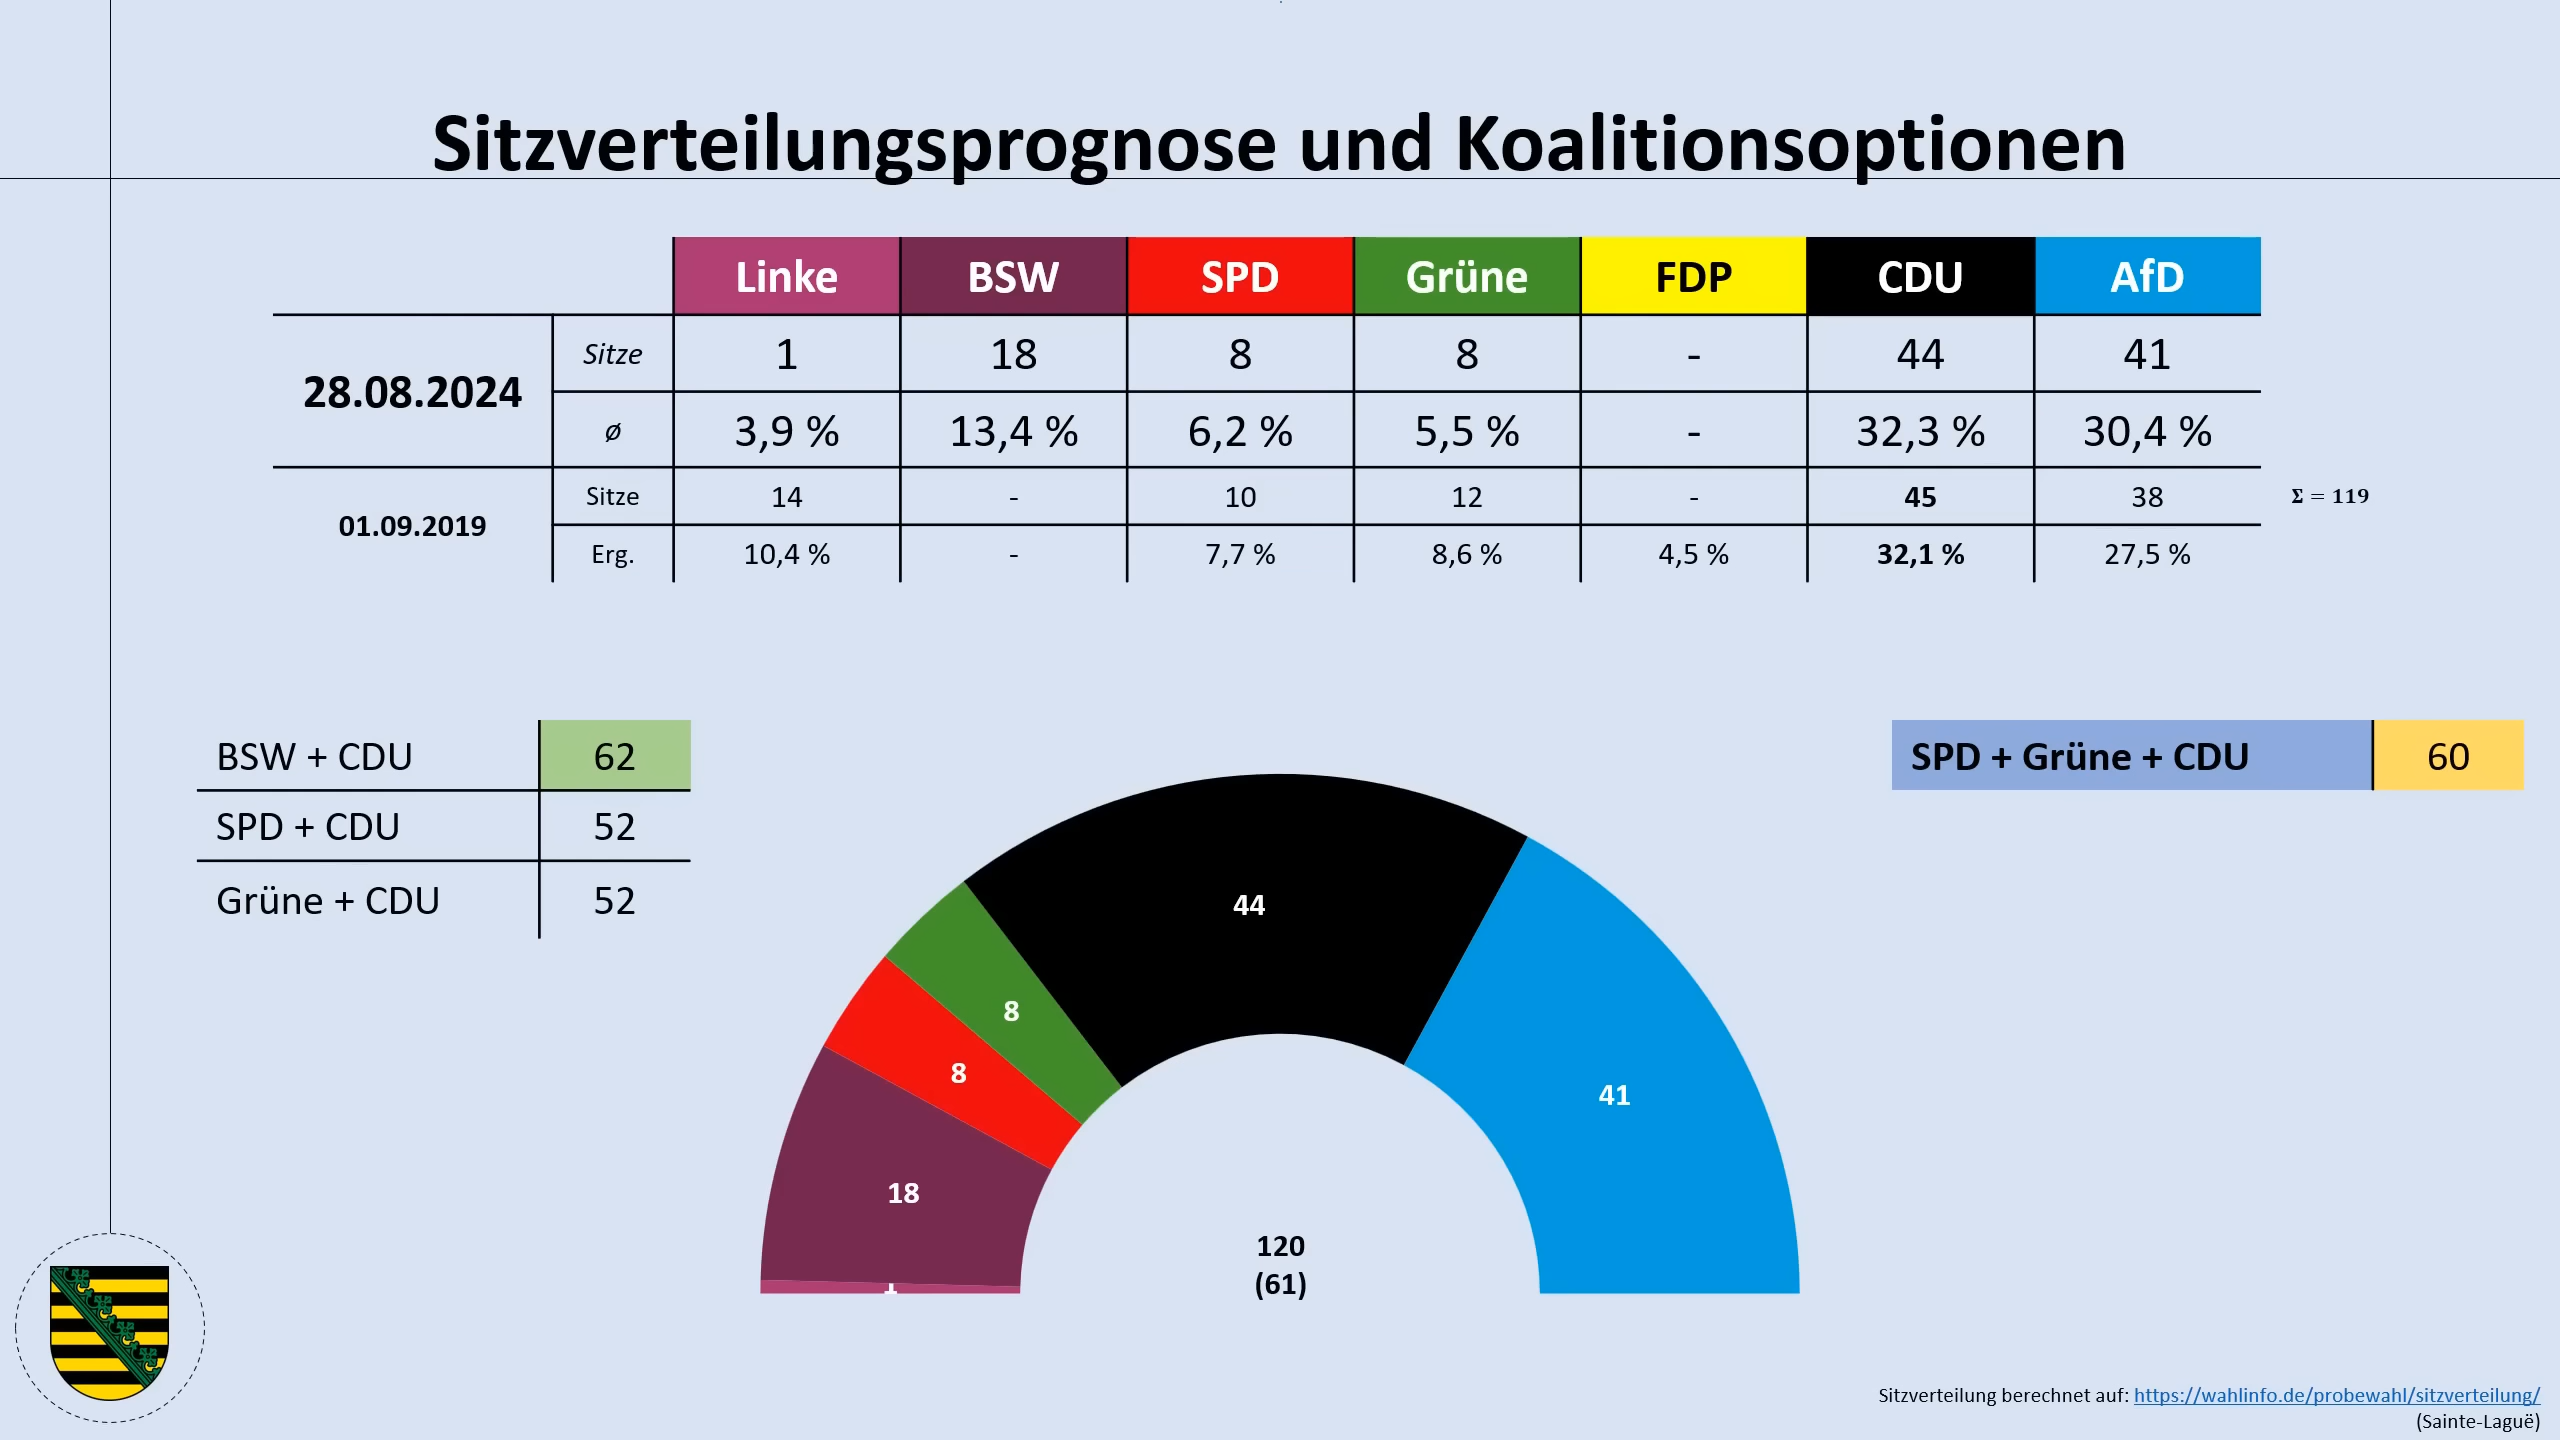 Sitzverteilungsprognose und Koalitionsoptionen
Linke BSW SPD Grüne FDP CDU AfD
28.08.2024
Sitze 1 18 8 8 - 44 41
ø 3,9 % 13,4 % 6,2 % 5,5 % - 32,3 % 30,4 %
01.09.2019
Sitze 14 - 10 12 - 45 38 Σ = 119
Erg. 10,4 % - 7,7 % 8,6 % 4,5 % 32,1 % 27,5 %
BSW + CDU 62
SPD + CDU 52
Grüne + CDU 52
SPD + Grüne + CDU 60
44
8
41
8
18
1
120
(61)
Sitzverteilung berechnet auf: https://wahlinfo.de/probewahl/sitzverteilung/
(Sainte-Laguë)